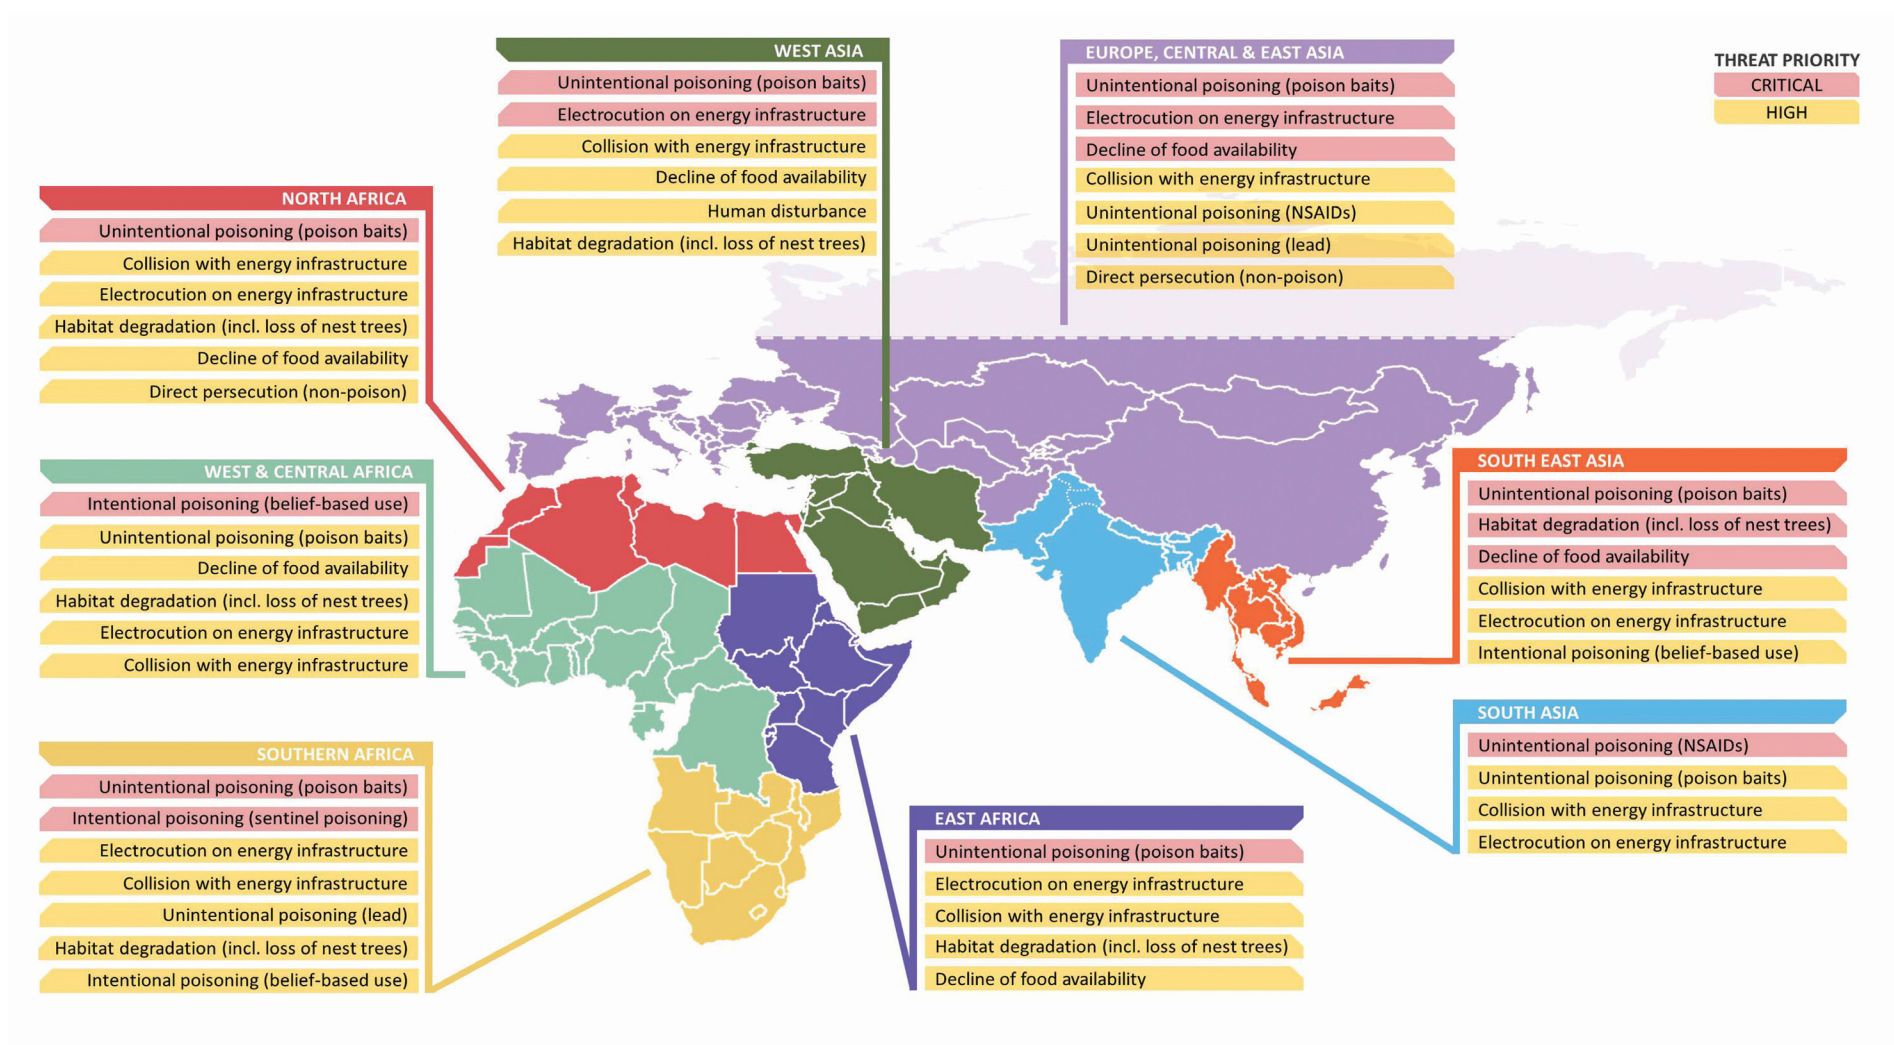 WEST ASIA
Unintentional poisoning (poison baits)
Electrocution on energy infrastructure
Collision with energy infrastructure
Decline of food availability
Human disturbance
Habitat degradation (incl. loss of nest trees)
EUROPE, CENTRAL & EAST ASIA
Unintentional poisoning (poison baits)
Electrocution on energy infrastructure
Decline of food availability
Collision with energy infrastructure
Unintentional poisoning (NSAIDs)
Unintentional poisoning (lead)
Direct persecution (non-poison)
THREAT PRIORITY
CRITICAL
HIGH
NORTH AFRICA
Unintentional poisoning (poison baits)
Collision with energy infrastructure
Electrocution on energy infrastructure
Habitat degradation (incl. loss of nest trees)
Decline of food availability
Direct persecution (non-poison)
WEST & CENTRAL AFRICA
Intentional poisoning (belief-based use)
Unintentional poisoning (poison baits)
Decline of food availability
Habitat degradation (incl. loss of nest trees)
Electrocution on energy infrastructure
Collision with energy infrastructure
SOUTH EAST ASIA
Unintentional poisoning (poison baits)
Habitat degradation (incl. loss of nest trees)
Decline of food availability
Collision with energy infrastructure
Electrocution on energy infrastructure
Intentional poisoning (belief-based use)
SOUTH ASIA
Unintentional poisoning (NSAIDs)
Unintentional poisoning (poison baits)
Collision with energy infrastructure
Electrocution on energy infrastructure
SOUTHERN AFRICA
Unintentional poisoning (poison baits)
Intentional poisoning (sentinel poisoning)
Electrocution on energy infrastructure
Collision with energy infrastructure
Unintentional poisoning (lead)
Habitat degradation (incl. loss of nest trees)
Intentional poisoning (belief-based use)
EAST AFRICA
Unintentional poisoning (poison baits)
Electrocution on energy infrastructure
Collision with energy infrastructure
Habitat degradation (incl. loss of nest trees)
Decline of food availability